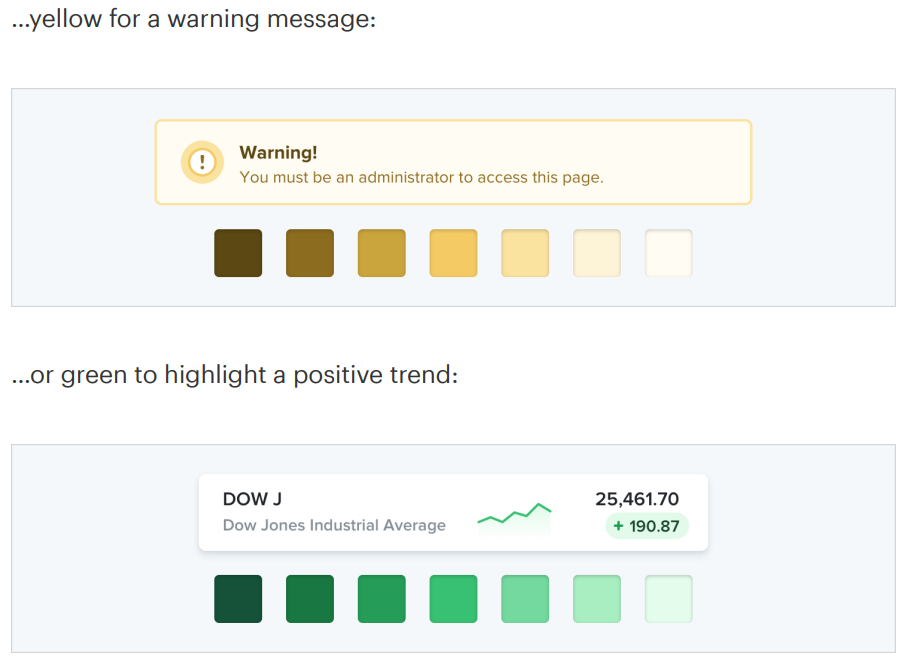 ...yellow for a warning message:
!
Warning!
You must be an administrator to access this page.
...or green to highlight a positive trend:
DOW J
25,461.70
Dow Jones Industrial Average
+ 190.87